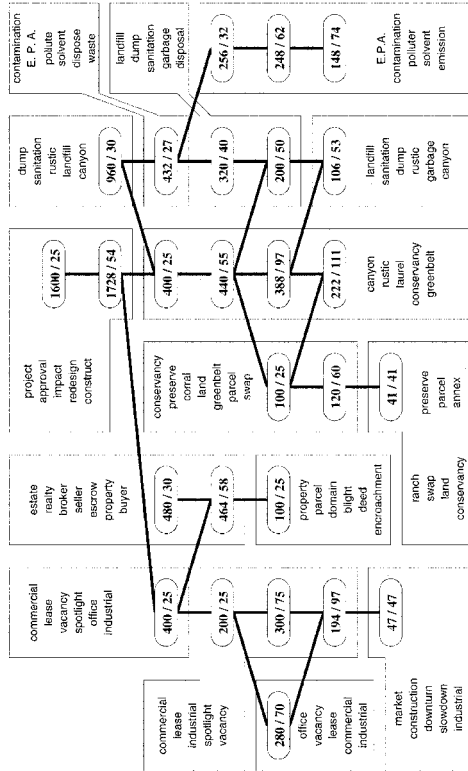 commercial
lease
vacancy
spotlight
office
industrial
estate
realty
broker
seller
escrow
property
buyer
project
approval
impact
redesign
construct
1600 / 25
1728 / 54
dump
sanitation
rustic
landfill
canyon
960 / 30
contamination
E. P. A.
pollute
solvent
dispose
waste
landfill
dump
sanitation
garbage
disposal
commercial
lease
industrial
spotlight
vacancy
400 / 25
480 / 30
conservancy
preserve
corral
land
greenbelt
parcel
swap
400 / 25
432 / 27
200 / 25
464 / 58
440 / 55
320 / 40
256 / 32
280 / 70
300 / 75
100 / 25
100 / 25
388 / 97
200 / 50
248 / 62
office
vacancy
lease
commercial
industrial
194 / 97
property
parcel
domain
blight
deed
encroachment
120 / 60
222 / 111
106 / 53
148 / 74
market
construction
downturn
slowdown
industrial
47 / 47
ranch
swap
land
conservancy
41 / 41
preserve
parcel
annex
canyon
rustic
laurel
conservancy
greenbelt
landfill
sanitation
dump
rustic
garbage
canyon
E.P.A.
contamination
polluter
solvent
emission